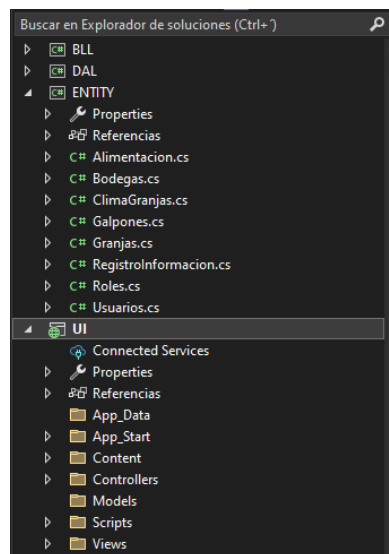 Buscar en Explorador de soluciones (Ctrl+´)
C# BLL
C# DAL
C# ENTITY
Properties
Referencias
C# Alimentacion.cs
C# Bodegas.cs
C# ClimaGranjas.cs
C# Galpones.cs
C# Granjas.cs
C# RegistroInformacion.cs
C# Roles.cs
C# Usuarios.cs
UI
Connected Services
Properties
Referencias
App_Data
App_Start
Content
Controllers
Models
Scripts
Views